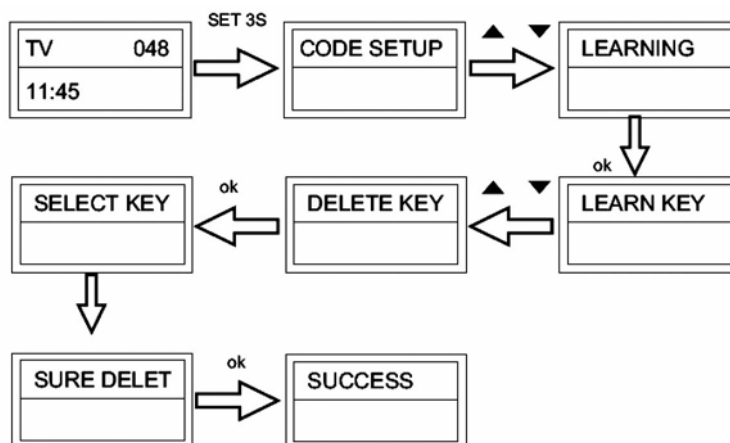 SET 3S
TV 048
11:45
CODE SETUP
▲ ▼
LEARNING
ok
LEARN KEY
▲ ▼
DELETE KEY
ok
SELECT KEY
SURE DELET
ok
SUCCESS